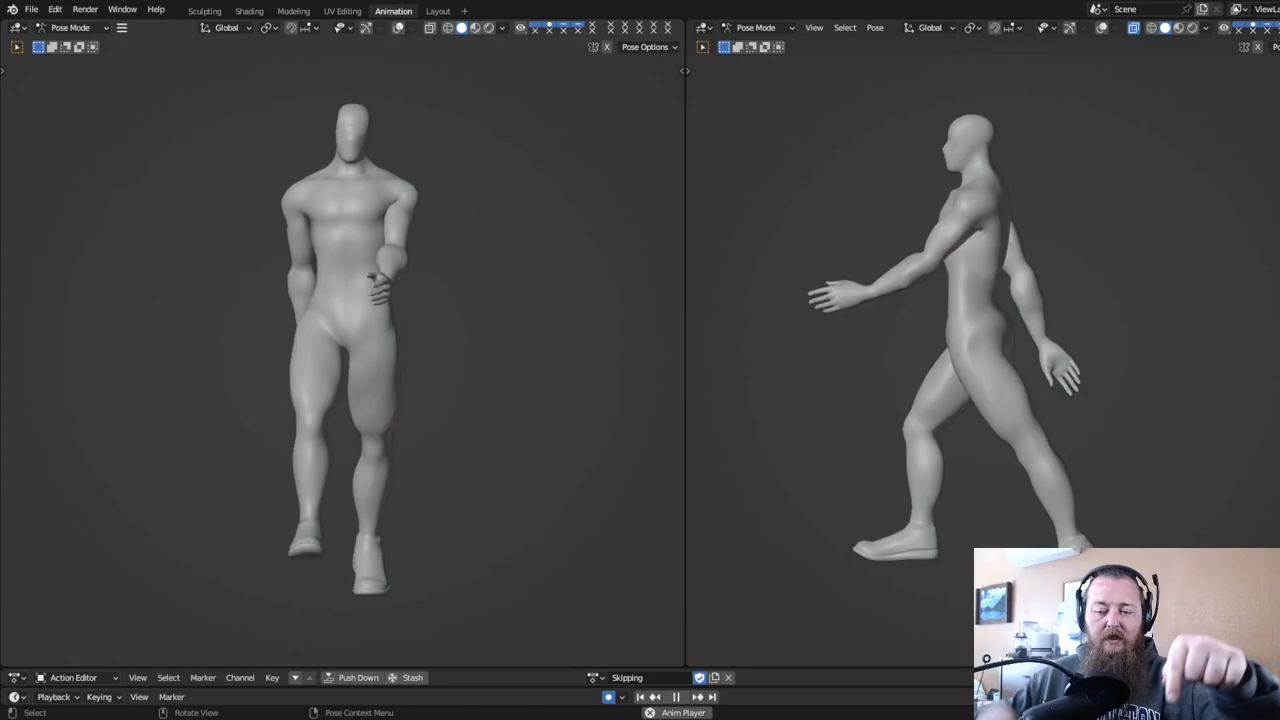 File Edit Render Window Help Sculpting Shading Modeling UV Editing Animation Layout + Scene
Pose Mode Global
Pose Mode View Select Pose Global
X Pose Options
X
Action Editor View Select Marker Channel Key Push Down Stash Skipping
Playback Keying View Marker
Select Rotate View Pose Context Menu Anim Player